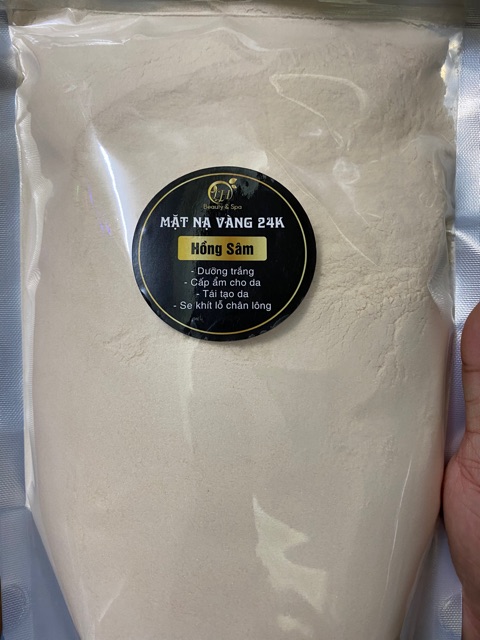 Beauty & Spa
MẶT NẠ VÀNG 24K
Hồng Sâm
- Dưỡng trắng
- Cấp ẩm cho da
- Tái tạo da
- Se khít lỗ chân lông